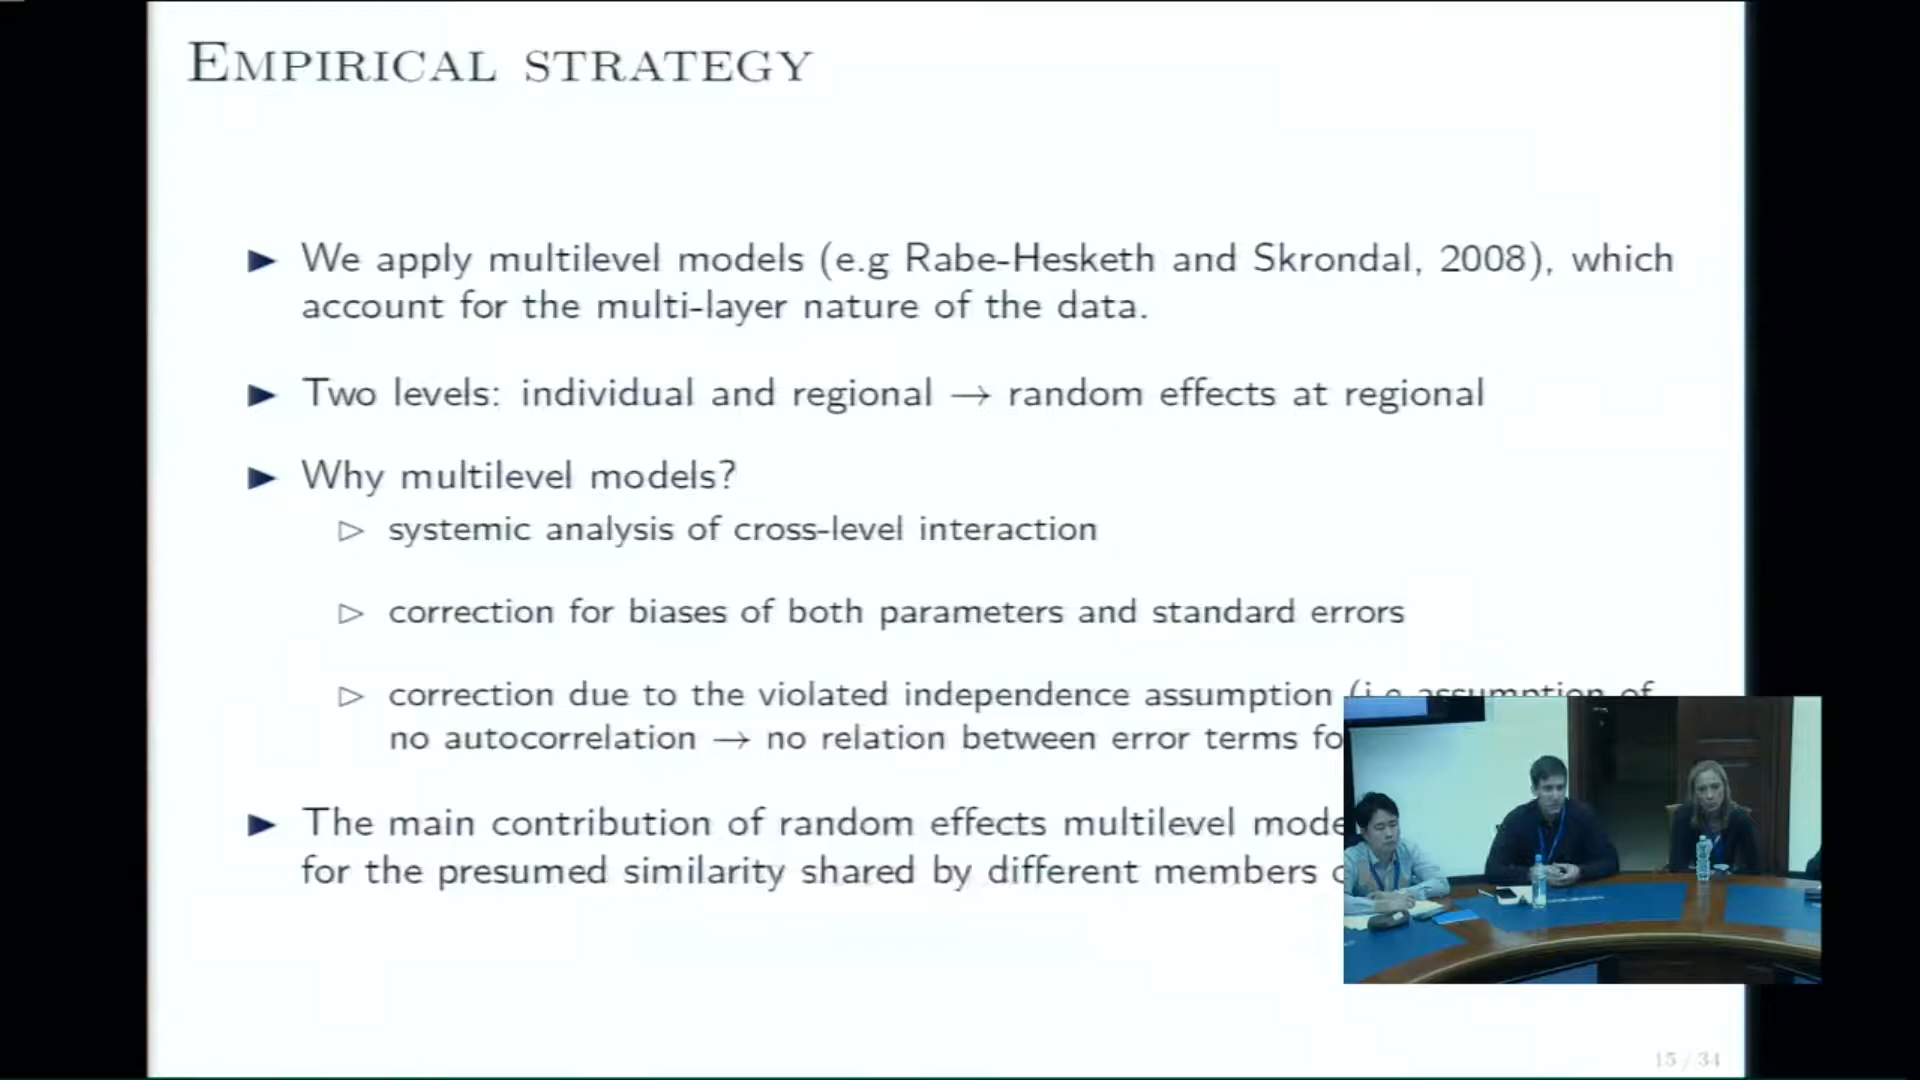 EMPIRICAL STRATEGY
We apply multilevel models (e.g Rabe-Hesketh and Skrondal, 2008), which
account for the multi-layer nature of the data.
Two levels: individual and regional → random effects at regional
Why multilevel models?
systemic analysis of cross-level interaction
correction for biases of both parameters and standard errors
correction due to the violated independence assumption (i.e assumption of
no autocorrelation → no relation between error terms
The main contribution of random effects multilevel
for the presumed similarity shared by different members
15 / 34